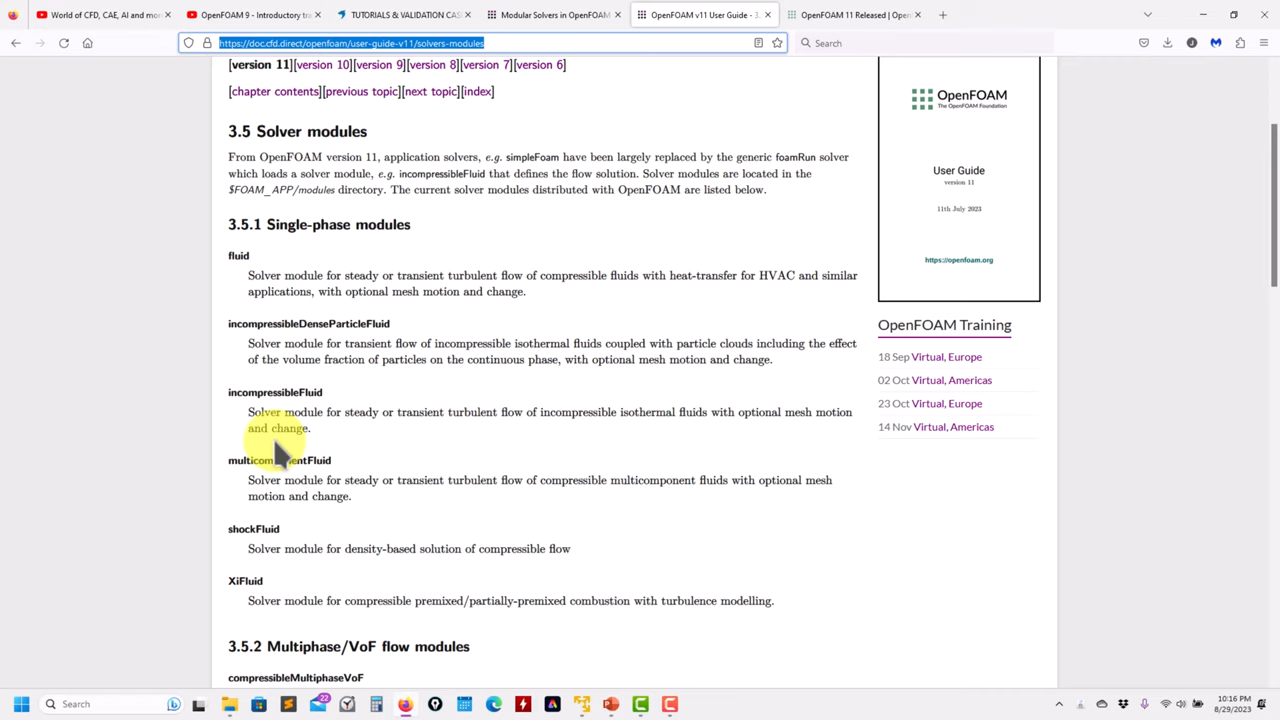 World of CFD, CAE, AI and more
OpenFOAM 9 - Introductory tra
TUTORIALS & VALIDATION CAS
Modular Solvers in OpenFOAM
OpenFOAM v11 User Guide - 3.
OpenFOAM 11 Released | Open
https://doc.cfd.direct/openfoam/user-guide-v11/solvers-modules
Search
[version 11][version 10][version 9][version 8][version 7][version 6]
[chapter contents][previous topic][next topic][index]
3.5 Solver modules
From OpenFOAM version 11, application solvers, e.g. simpleFoam have been largely replaced by the generic foamRun solver
which loads a solver module, e.g. incompressibleFluid that defines the flow solution. Solver modules are located in the
$FOAM_APP/modules directory. The current solver modules distributed with OpenFOAM are listed below.
3.5.1 Single-phase modules
fluid
Solver module for steady or transient turbulent flow of compressible fluids with heat-transfer for HVAC and similar
applications, with optional mesh motion and change.
incompressibleDenseParticleFluid
Solver module for transient flow of incompressible isothermal fluids coupled with particle clouds including the effect
of the volume fraction of particles on the continuous phase, with optional mesh motion and change.
incompressibleFluid
Solver module for steady or transient turbulent flow of incompressible isothermal fluids with optional mesh motion
and change.
multicomponentFluid
Solver module for steady or transient turbulent flow of compressible multicomponent fluids with optional mesh
motion and change.
shockFluid
Solver module for density-based solution of compressible flow
XiFluid
Solver module for compressible premixed/partially-premixed combustion with turbulence modelling.
3.5.2 Multiphase/VoF flow modules
compressibleMultiphaseVoF
OpenFOAM
The OpenFOAM Foundation
User Guide
version 11
11th July 2023
https://openfoam.org
OpenFOAM Training
18 Sep Virtual, Europe
02 Oct Virtual, Americas
23 Oct Virtual, Europe
14 Nov Virtual, Americas
Search
22
8/29/2023